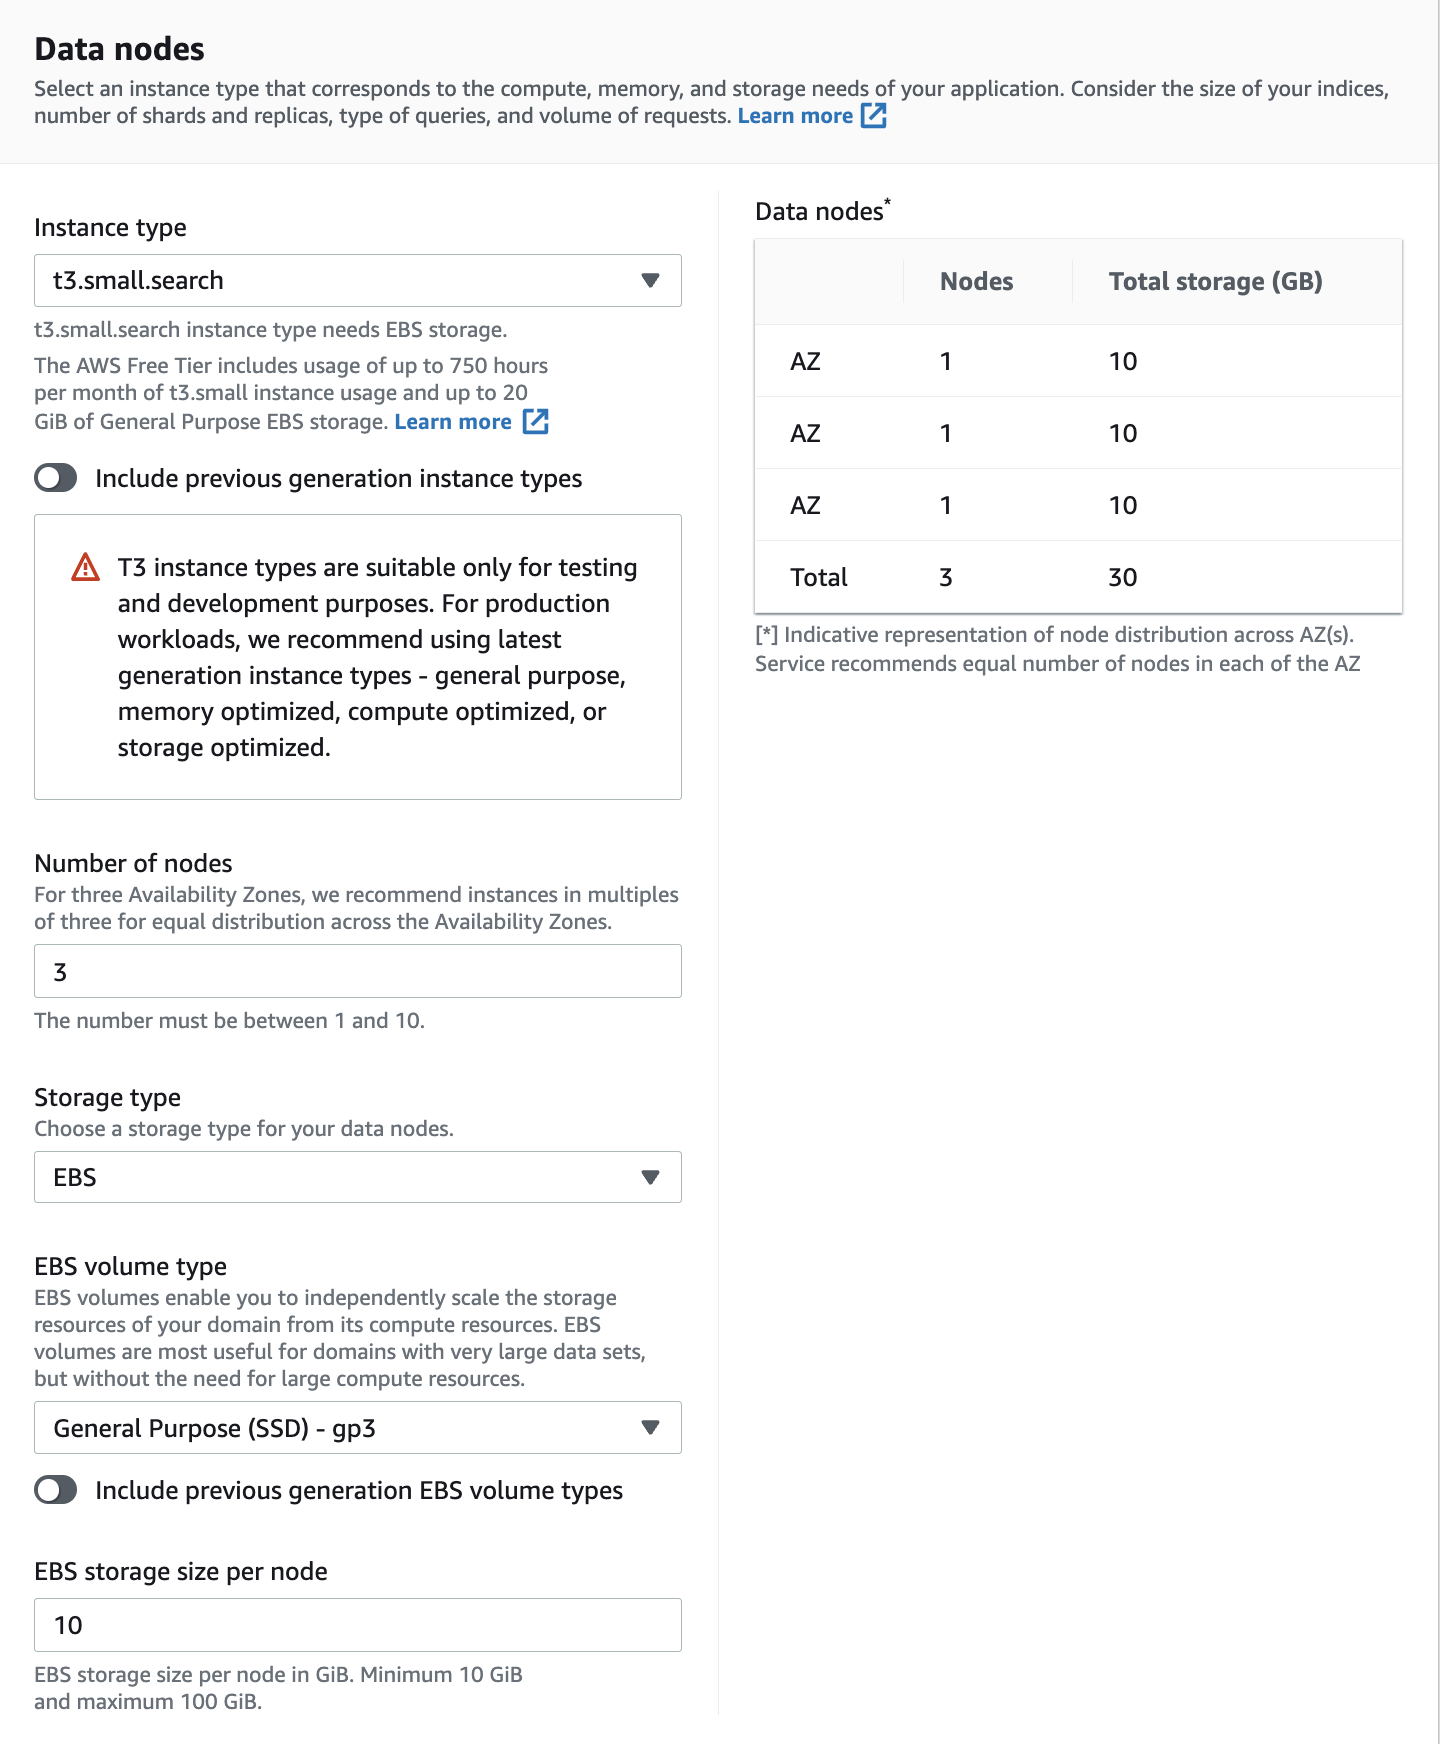 Data nodes
Select an instance type that corresponds to the compute, memory, and storage needs of your application. Consider the size of your indices,
number of shards and replicas, type of queries, and volume of requests. Learn more
Instance type
t3.small.search
t3.small.search instance type needs EBS storage.
The AWS Free Tier includes usage of up to 750 hours
per month of t3.small instance usage and up to 20
GiB of General Purpose EBS storage. Learn more
Include previous generation instance types
T3 instance types are suitable only for testing
and development purposes. For production
workloads, we recommend using latest
generation instance types - general purpose,
memory optimized, compute optimized, or
storage optimized.
Number of nodes
For three Availability Zones, we recommend instances in multiples
of three for equal distribution across the Availability Zones.
3
The number must be between 1 and 10.
Storage type
Choose a storage type for your data nodes.
EBS
EBS volume type
EBS volumes enable you to independently scale the storage
resources of your domain from its compute resources. EBS
volumes are most useful for domains with very large data sets,
but without the need for large compute resources.
General Purpose (SSD) - gp3
Include previous generation EBS volume types
EBS storage size per node
10
EBS storage size per node in GiB. Minimum 10 GiB
and maximum 100 GiB.
Data nodes*
Nodes Total storage (GB)
AZ 1 10
AZ 1 10
AZ 1 10
Total 3 30
[*] Indicative representation of node distribution across AZ(s).
Service recommends equal number of nodes in each of the AZ